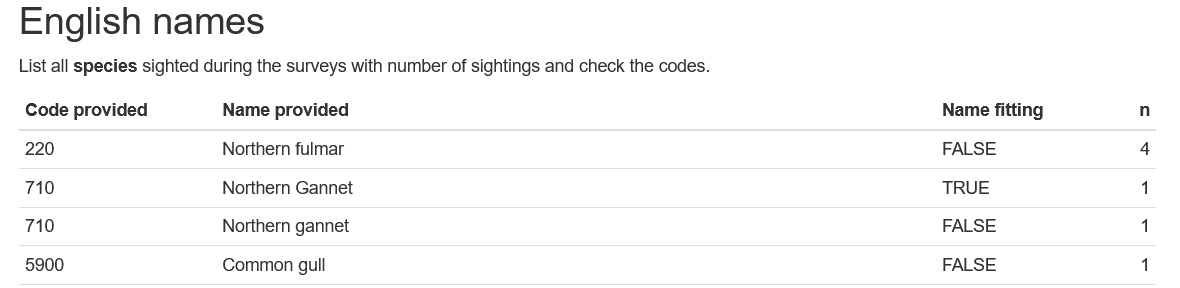 English names
List all species sighted during the surveys with number of sightings and check the codes.
Code provided Name provided Name fitting n
220 Northern fulmar FALSE 4
710 Northern Gannet TRUE 1
710 Northern gannet FALSE 1
5900 Common gull FALSE 1